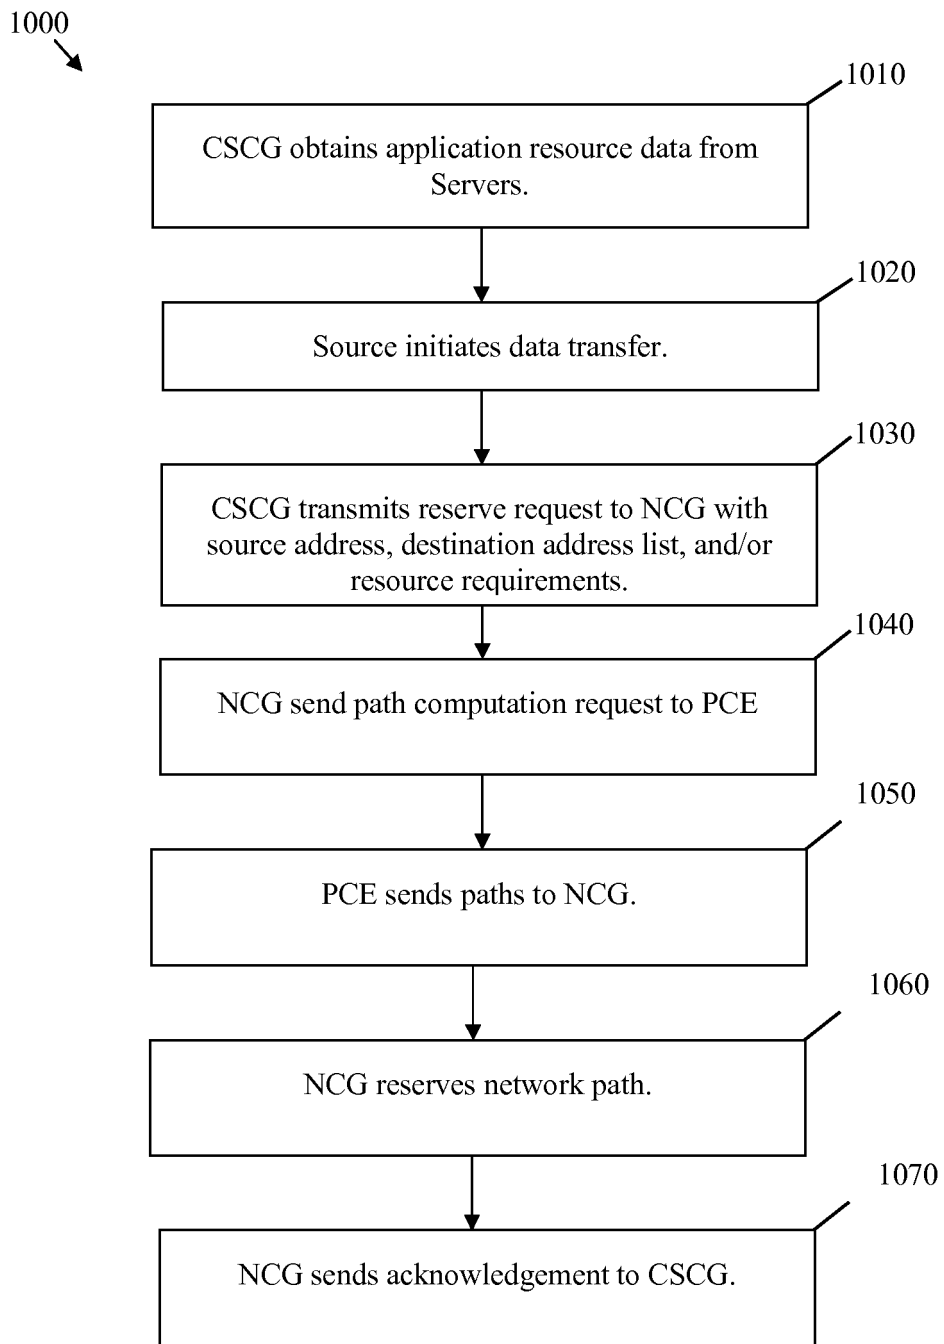 1000
1010
CSCG obtains application resource data from
Servers.
1020
Source initiates data transfer.
1030
CSCG transmits reserve request to NCG with
source address, destination address list, and/or
resource requirements.
1040
NCG send path computation request to PCE
1050
PCE sends paths to NCG.
1060
NCG reserves network path.
1070
NCG sends acknowledgement to CSCG.